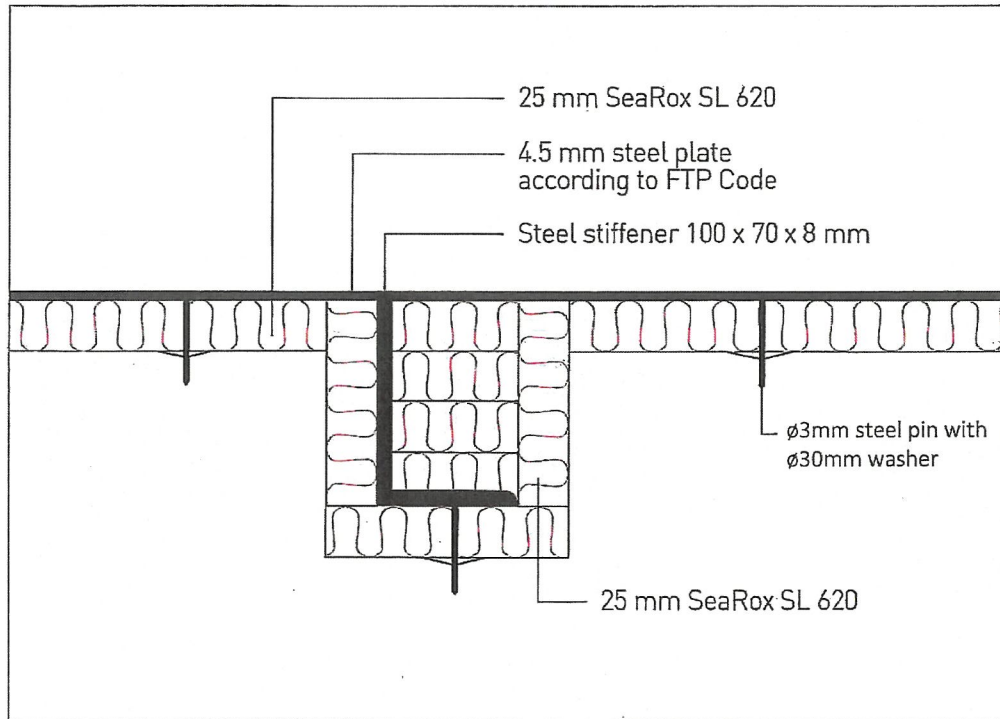 25 mm SeaRox SL 620
4.5 mm steel plate
according to FTP Code
Steel stiffener 100 x 70 x 8 mm
ø3mm steel pin with
ø30mm washer
25 mm SeaRox SL 620